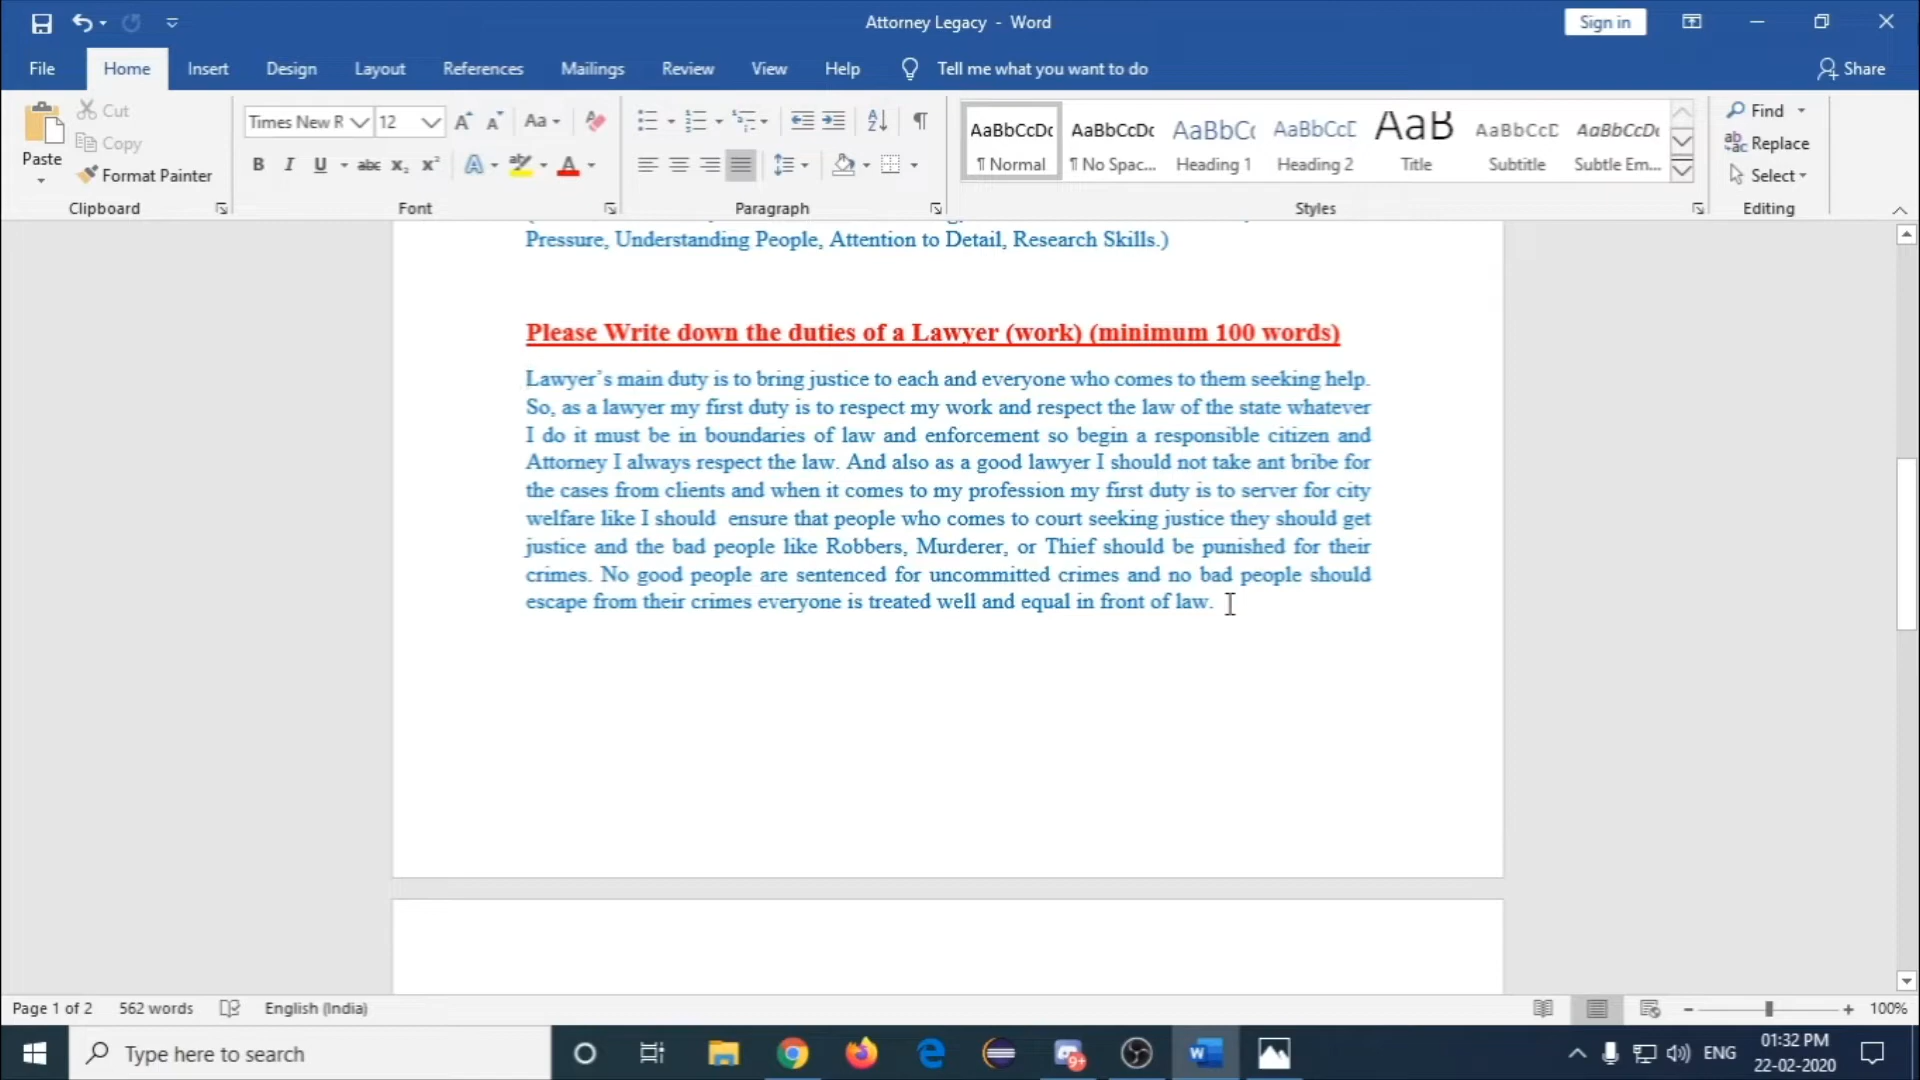 Attorney Legacy - Word
Sign in
File Home Insert Design Layout References Mailings Review View Help Tell me what you want to do Share
Paste
Cut
Copy
Format Painter
Clipboard
Times New R 12
Font
Paragraph
AaBbCcDc AaBbCcDc AaBbC AaBbCcD AaB AaBbCcD AaBbCcDc
¶ Normal ¶ No Spac... Heading 1 Heading 2 Title Subtitle Subtle Em...
Styles
Find
Replace
Select
Editing
Pressure, Understanding People, Attention to Detail, Research Skills.)
Please Write down the duties of a Lawyer (work) (minimum 100 words)
Lawyer’s main duty is to bring justice to each and everyone who comes to them seeking help.
So, as a lawyer my first duty is to respect my work and respect the law of the state whatever
I do it must be in boundaries of law and enforcement so begin a responsible citizen and
Attorney I always respect the law. And also as a good lawyer I should not take ant bribe for
the cases from clients and when it comes to my profession my first duty is to server for city
welfare like I should ensure that people who comes to court seeking justice they should get
justice and the bad people like Robbers, Murderer, or Thief should be punished for their
crimes. No good people are sentenced for uncommitted crimes and no bad people should
escape from their crimes everyone is treated well and equal in front of law.
Page 1 of 2 562 words English (India) 100%
Type here to search
ENG
01:32 PM
22-02-2020